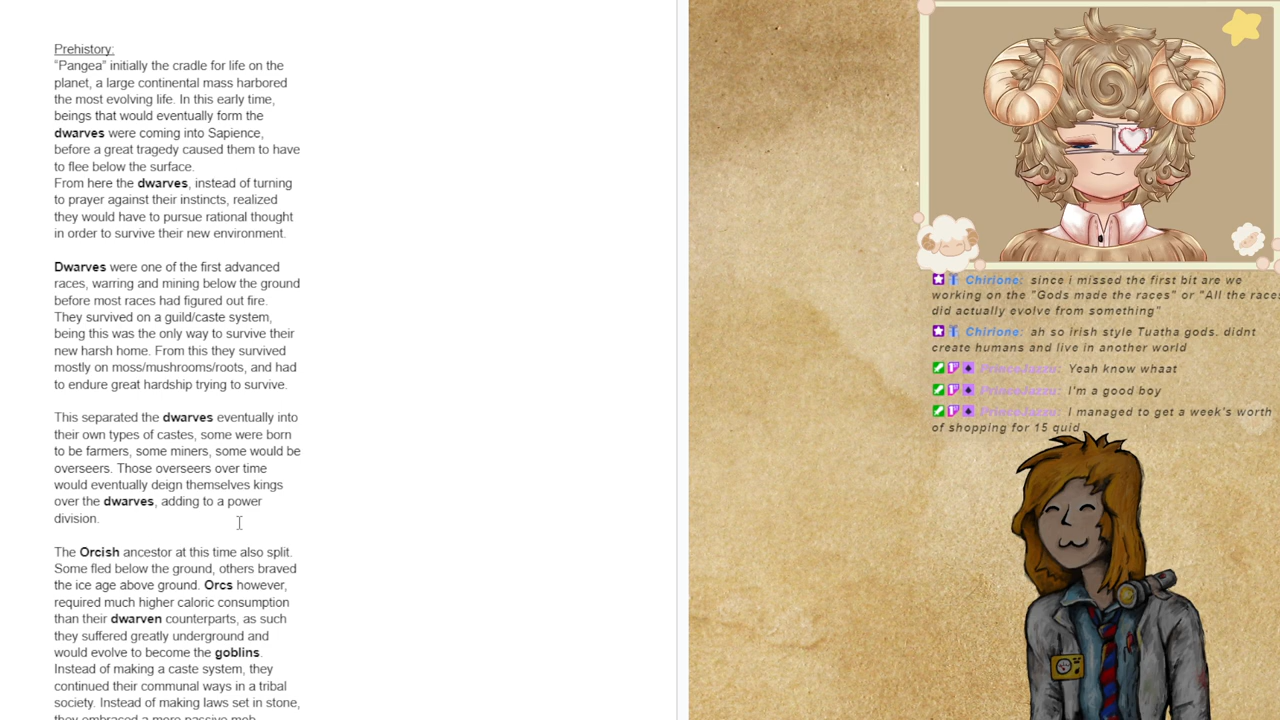 Prehistory:
"Pangea" initially the cradle for life on the
planet, a large continental mass harbored
the most evolving life. In this early time,
beings that would eventually form the
dwarves were coming into Sapience,
before a great tragedy caused them to have
to flee below the surface.
From here the dwarves, instead of turning
to prayer against their instincts, realized
they would have to pursue rational thought
in order to survive their new environment.
Dwarves were one of the first advanced
races, warring and mining below the ground
before most races had figured out fire.
They survived on a guild/caste system,
being this was the only way to survive their
new harsh home. From this they survived
mostly on moss/mushrooms/roots, and had
to endure great hardship trying to survive.
This separated the dwarves eventually into
their own types of castes, some were born
to be farmers, some miners, some would be
overseers. Those overseers over time
would eventually deign themselves kings
over the dwarves, adding to a power
division.
The Orcish ancestor at this time also split.
Some fled below the ground, others braved
the ice age above ground. Orcs however,
required much higher caloric consumption
than their dwarven counterparts, as such
they suffered greatly underground and
would evolve to become the goblins.
Instead of making a caste system, they
continued their communal ways in a tribal
society. Instead of making laws set in stone,
they embraced a more passive mob
Chirione: since i missed the first bit are we
working on the "Gods made the races" or "All the races
did actually evolve from something"
Chirione: ah so irish style Tuatha gods. didnt
create humans and live in another world
Yeah know whaat
I'm a good boy
I managed to get a week's worth
of shopping for 15 quid